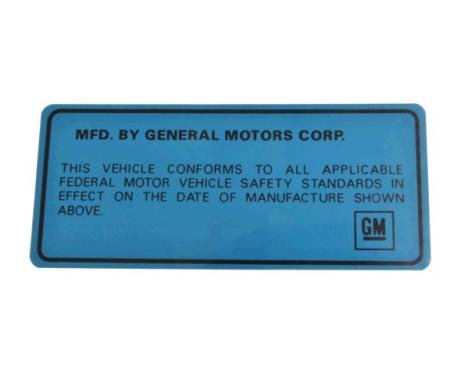 MFD. BY GENERAL MOTORS CORP.
THIS VEHICLE CONFORMS TO ALL APPLICABLE
FEDERAL MOTOR VEHICLE SAFETY STANDARDS IN
EFFECT ON THE DATE OF MANUFACTURE SHOWN
ABOVE.
GM